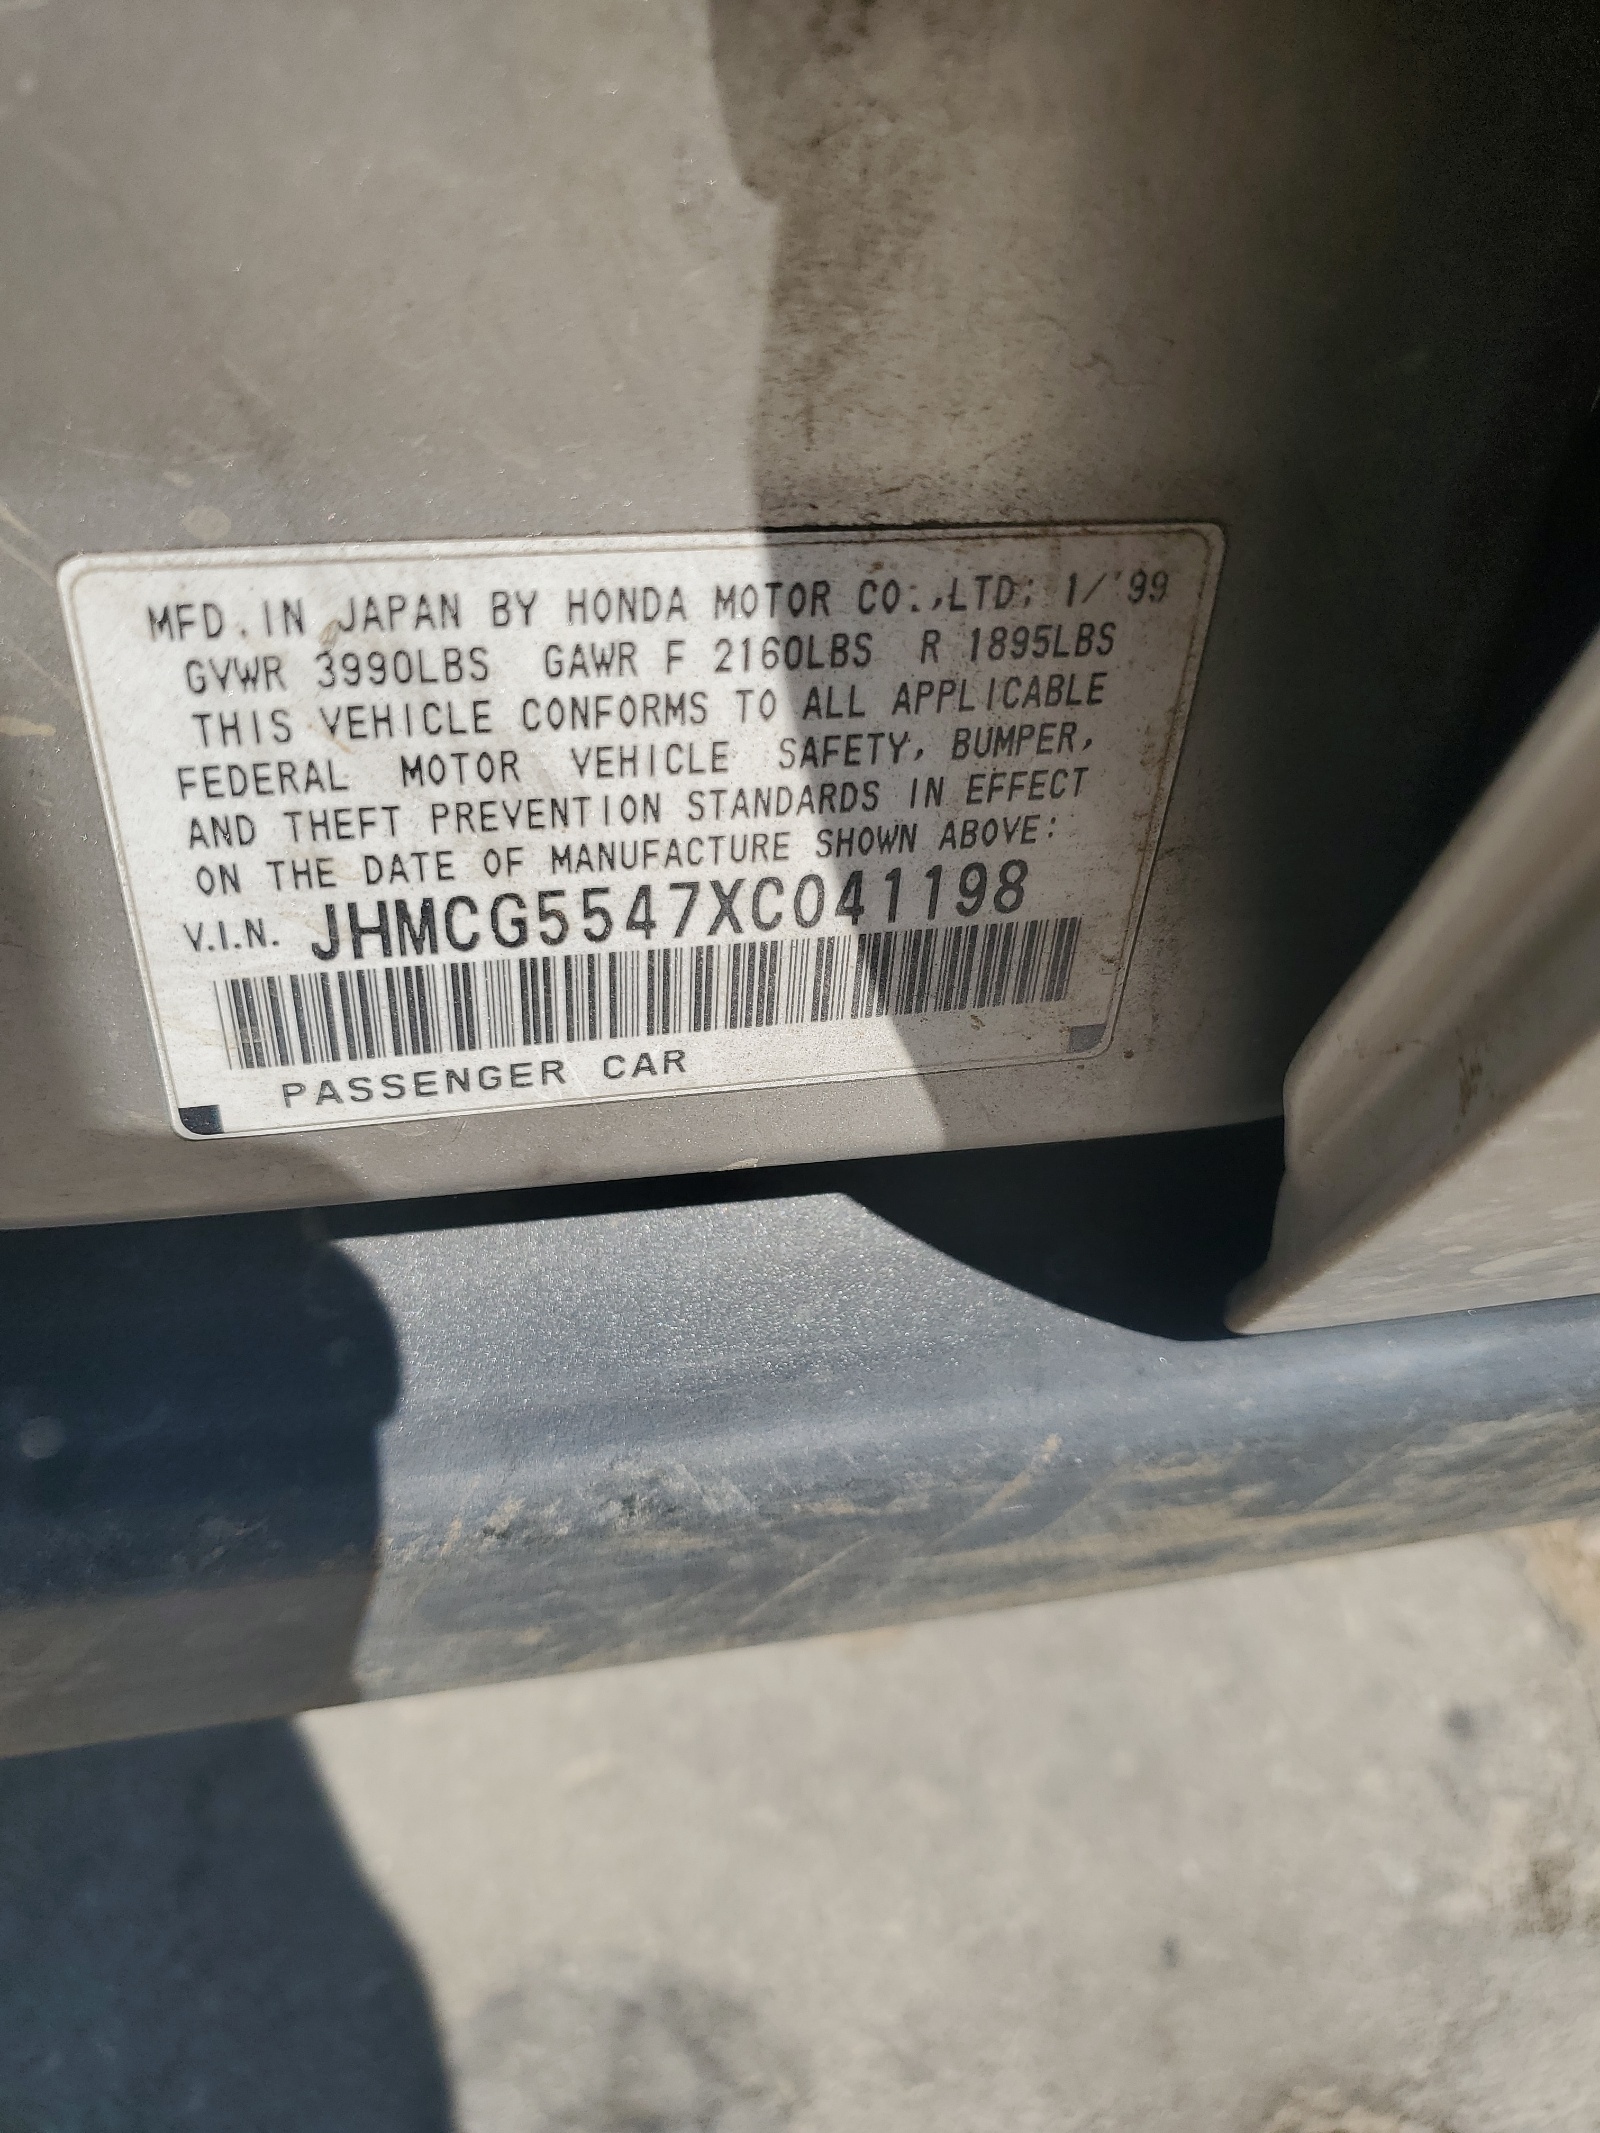 MFD. IN JAPAN BY HONDA MOTOR CO.,LTD; 1/'99
GVWR 3990LBS GAWR F 2160LBS R 1895LBS
THIS VEHICLE CONFORMS TO ALL APPLICABLE
FEDERAL MOTOR VEHICLE SAFETY, BUMPER,
AND THEFT PREVENTION STANDARDS IN EFFECT
ON THE DATE OF MANUFACTURE SHOWN ABOVE:
V.I.N. JHMCG5547XC041198
PASSENGER CAR